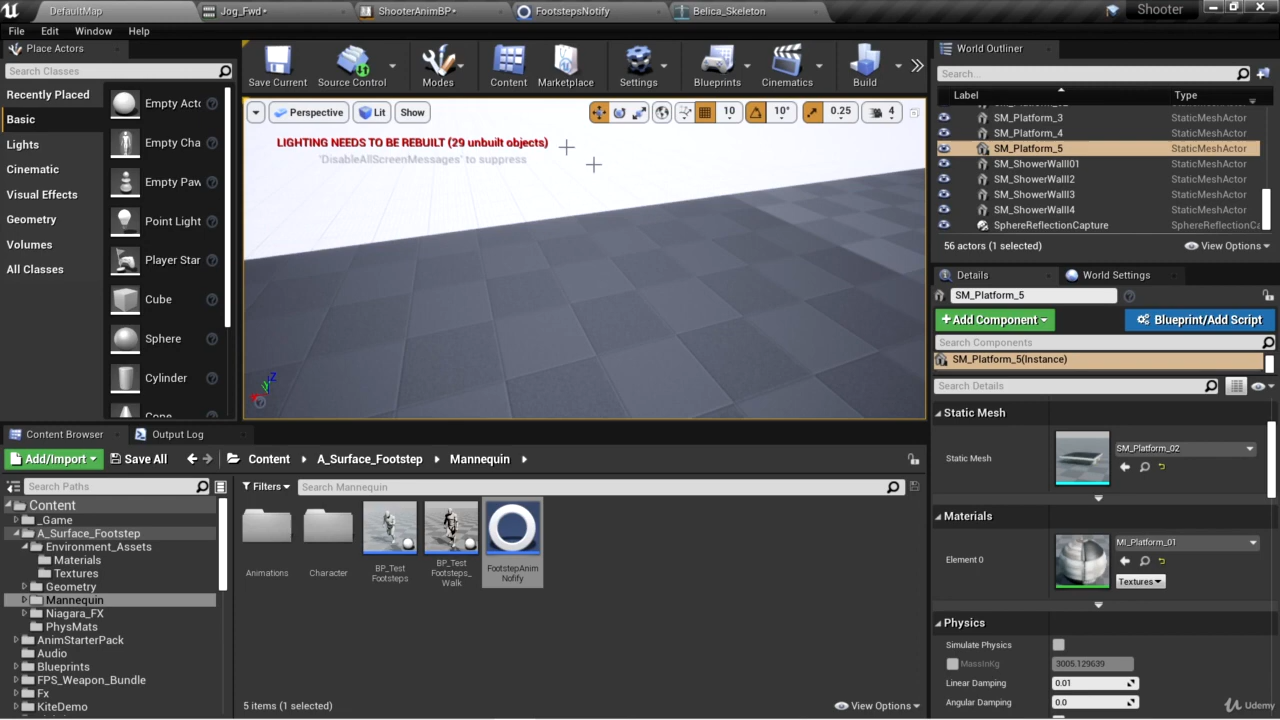 DefaultMap
Jog_Fwd•
ShooterAnimBP•
FootstepsNotify
Belica_Skeleton
Shooter
File
Edit
Window
Help
Place Actors
Search Classes
Recently Placed
Basic
Lights
Cinematic
Visual Effects
Geometry
Volumes
All Classes
Empty Acto
Empty Cha
Empty Paw
Point Light
Player Star
Cube
Sphere
Cylinder
Cone
Save Current
Source Control
Modes
Content
Marketplace
Settings
Blueprints
Cinematics
Build
Perspective
Lit
Show
10
10°
0.25
4
LIGHTING NEEDS TO BE REBUILT (29 unbuilt objects)
'DisableAllScreenMessages' to suppress
Z
World Outliner
Search...
Label
Type
SM_Platform_3 StaticMeshActor
SM_Platform_4 StaticMeshActor
SM_Platform_5 StaticMeshActor
SM_ShowerWalll01 StaticMeshActor
SM_ShowerWalll2 StaticMeshActor
SM_ShowerWalll3 StaticMeshActor
SM_ShowerWalll4 StaticMeshActor
SphereReflectionCapture SphereReflectionCa
56 actors (1 selected)
View Options
Details
World Settings
SM_Platform_5
+Add Component
Blueprint/Add Script
Search Components
SM_Platform_5(Instance)
Search Details
Static Mesh
Static Mesh
SM_Platform_02
Materials
Element 0
MI_Platform_01
Textures
Physics
Simulate Physics
MassInKg
3005.129639
Linear Damping
0.01
Angular Damping
0.0
Content Browser
Output Log
Add/Import
Save All
Content
A_Surface_Footstep
Mannequin
Search Paths
Filters
Search Mannequin
Content
_Game
A_Surface_Footstep
Environment_Assets
Materials
Textures
Geometry
Mannequin
Niagara_FX
PhysMats
AnimStarterPack
Audio
Blueprints
FPS_Weapon_Bundle
Fx
KiteDemo
Animations
Character
BP_Test
Footsteps
BP_Test
Footsteps_
Walk
FootstepAnim
Notify
5 items (1 selected)
View Options
Udemy